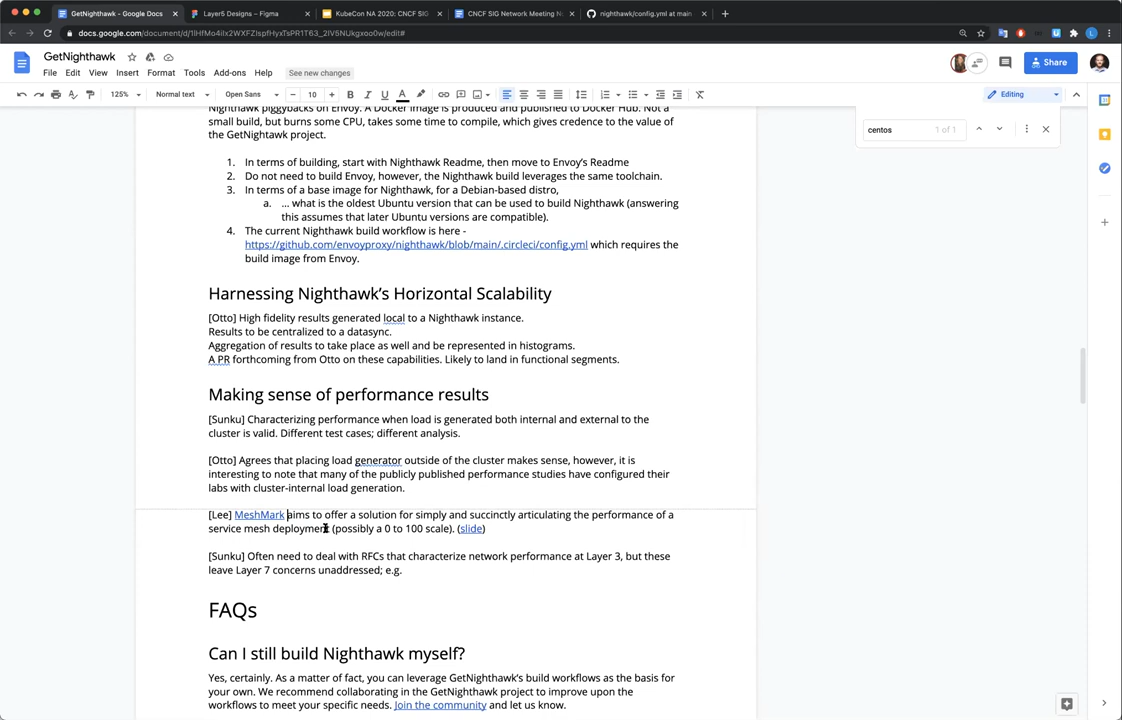 GetNighthawk - Google Docs
Layer5 Designs – Figma
KubeCon NA 2020: CNCF SIG
CNCF SIG Network Meeting N
nighthawk/config.yml at main
docs.google.com/document/d/1lHfMo4ilx2WXFZIspfHyxTsPR1T63_2IV5NUkgxoo0w/edit#
GetNighthawk
File Edit View Insert Format Tools Add-ons Help See new changes
Share
125% Normal text Open Sans 10 B I U A Editing
centos 1 of 1
Nighthawk piggybacks on Envoy. A Docker image is produced and published to Docker Hub. Not a
small build, but burns some CPU, takes some time to compile, which gives credence to the value of
the GetNightawk project.
1. In terms of building, start with Nighthawk Readme, then move to Envoy's Readme
2. Do not need to build Envoy, however, the Nighthawk build leverages the same toolchain.
3. In terms of a base image for Nighthawk, for a Debian-based distro,
a. ... what is the oldest Ubuntu version that can be used to build Nighthawk (answering
this assumes that later Ubuntu versions are compatible).
4. The current Nighthawk build workflow is here -
https://github.com/envoyproxy/nighthawk/blob/main/.circleci/config.yml which requires the
build image from Envoy.
Harnessing Nighthawk's Horizontal Scalability
[Otto] High fidelity results generated local to a Nighthawk instance.
Results to be centralized to a datasync.
Aggregation of results to take place as well and be represented in histograms.
A PR forthcoming from Otto on these capabilities. Likely to land in functional segments.
Making sense of performance results
[Sunku] Characterizing performance when load is generated both internal and external to the
cluster is valid. Different test cases; different analysis.
[Otto] Agrees that placing load generator outside of the cluster makes sense, however, it is
interesting to note that many of the publicly published performance studies have configured their
labs with cluster-internal load generation.
[Lee] MeshMark aims to offer a solution for simply and succinctly articulating the performance of a
service mesh deployment (possibly a 0 to 100 scale). (slide)
[Sunku] Often need to deal with RFCs that characterize network performance at Layer 3, but these
leave Layer 7 concerns unaddressed; e.g.
FAQs
Can I still build Nighthawk myself?
Yes, certainly. As a matter of fact, you can leverage GetNighthawk's build workflows as the basis for
your own. We recommend collaborating in the GetNighthawk project to improve upon the
workflows to meet your specific needs. Join the community and let us know.